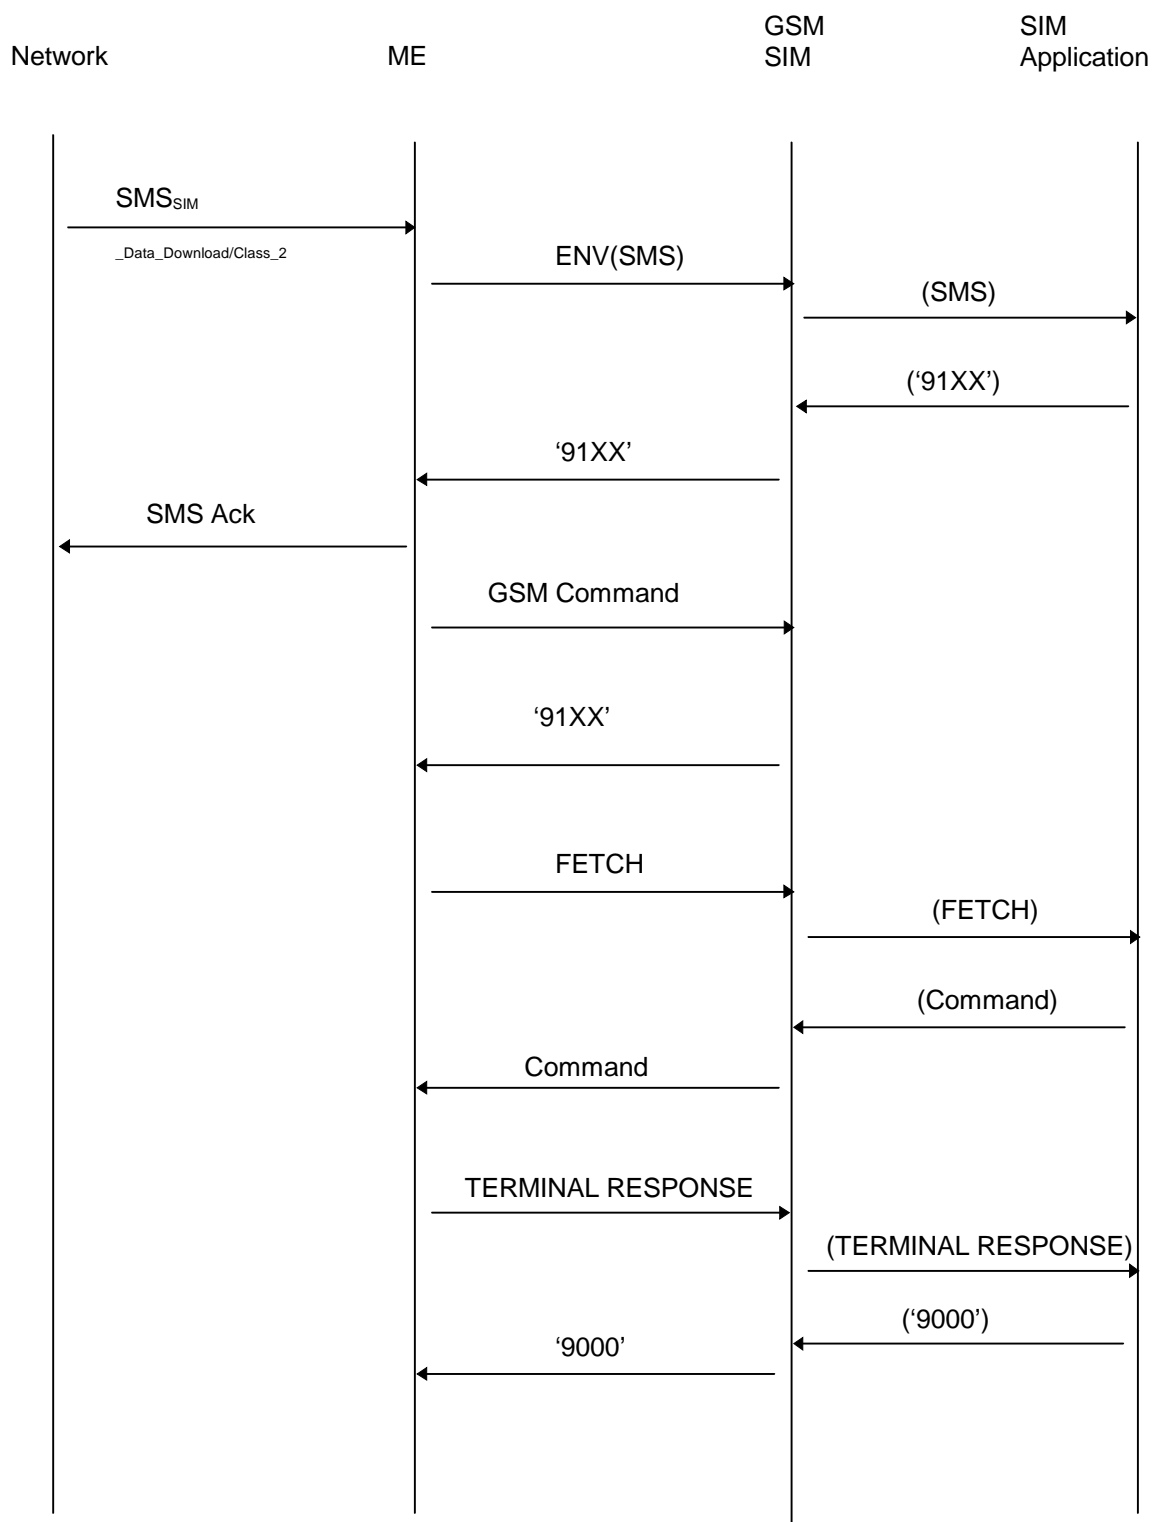 Network
ME
GSM
SIM
SIM
Application
SMSSIM
_Data_Download/Class_2
ENV(SMS)
(SMS)
(‘91XX’)
‘91XX’
SMS Ack
GSM Command
‘91XX’
FETCH
(FETCH)
(Command)
Command
TERMINAL RESPONSE
(TERMINAL RESPONSE)
(‘9000’)
‘9000’